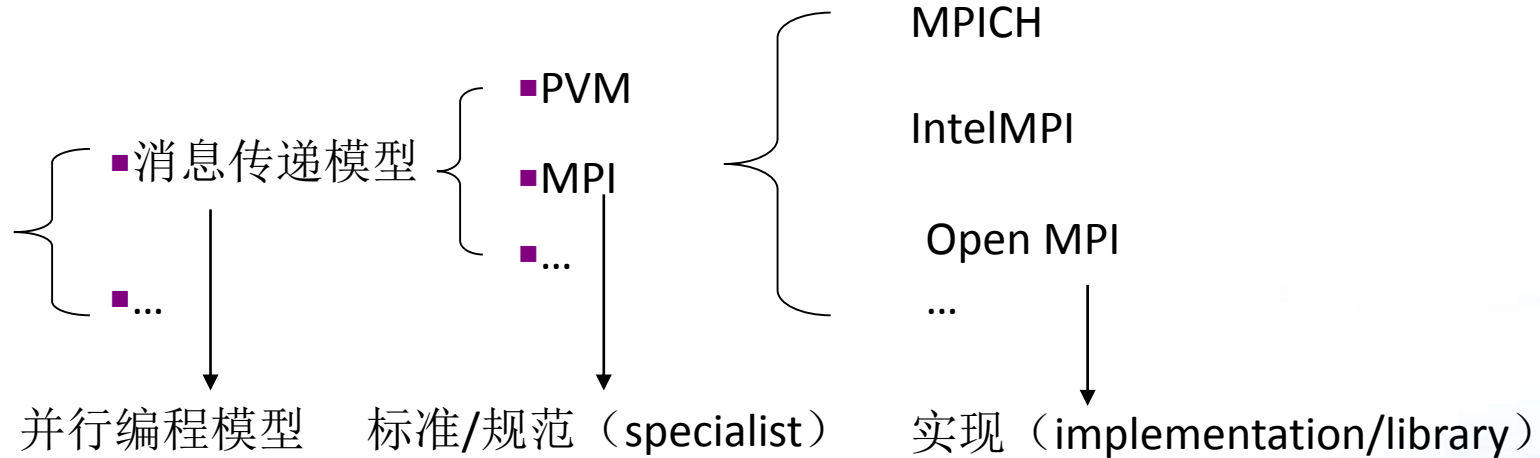 MPICH
■PVM
IntelMPI
■消息传递模型
■MPI
Open MPI
■…
■…
…
并行编程模型 标准/规范（specialist） 实现（implementation/library）